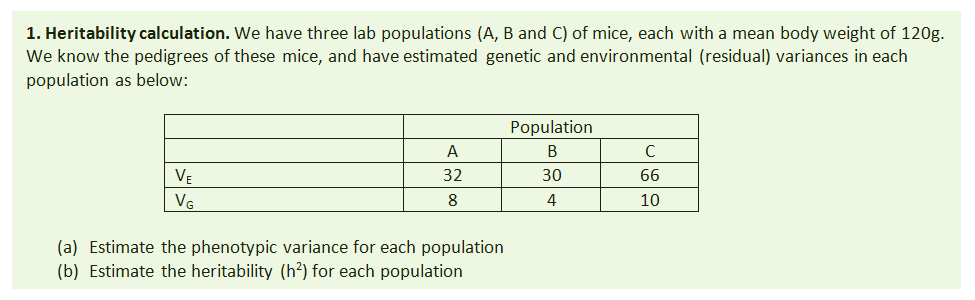 1. Heritability calculation. We have three lab populations (A, B and C) of mice, each with a mean body weight of 120g.
We know the pedigrees of these mice, and have estimated genetic and environmental (residual) variances in each
population as below:
Population
A B C
VE 32 30 66
VG 8 4 10
(a) Estimate the phenotypic variance for each population
(b) Estimate the heritability (h²) for each population